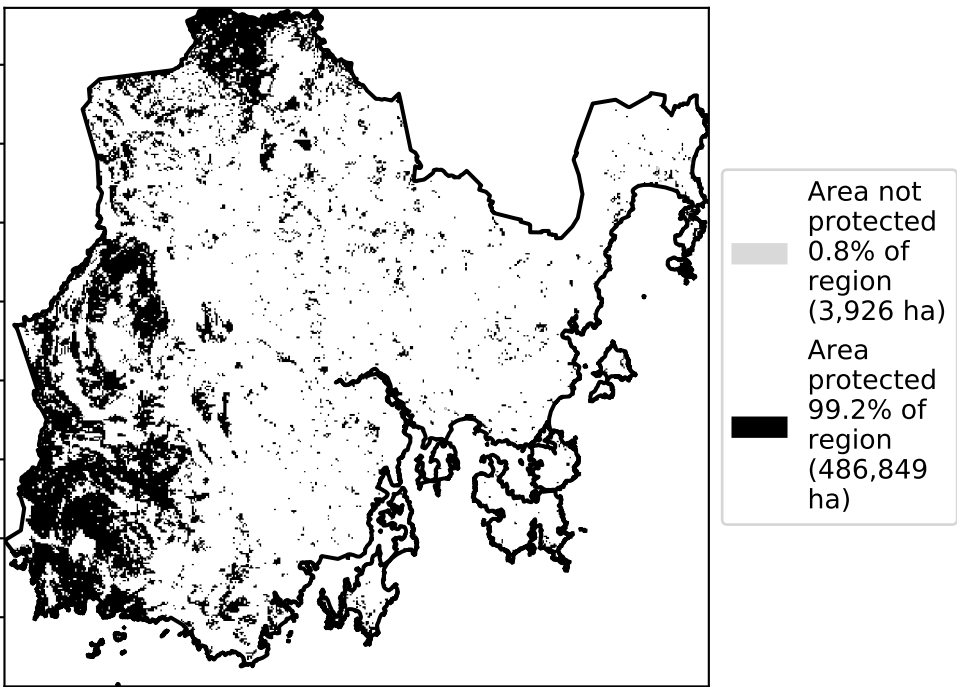 Area not
protected
0.8% of
region
(3,926 ha)
Area
protected
99.2% of
region
(486,849
ha)